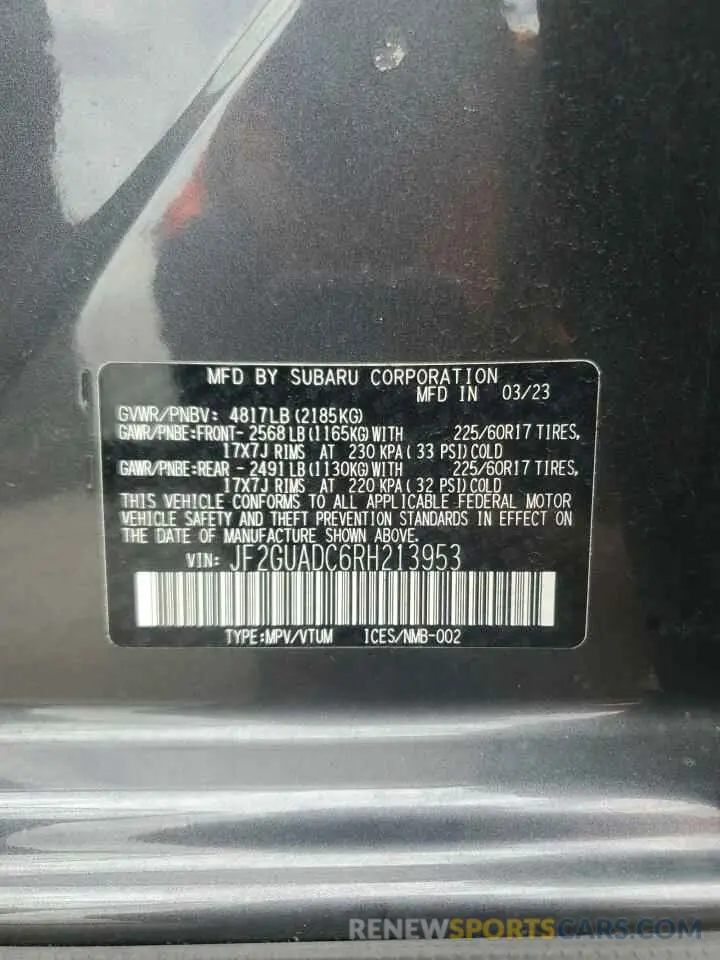 MFD BY SUBARU CORPORATION
MFD IN 03/23
GVWR/PNBV: 4817LB(2185KG)
GAWR/PNBE:FRONT- 2568LB(1165KG)WITH 225/60R17 TIRES,
17X7J RIMS AT 230 KPA( 33 PSI)COLD
GAWR/PNBE:REAR - 2491LB(1130KG)WITH 225/60R17 TIRES,
17X7J RIMS AT 220 KPA( 32 PSI)COLD
THIS VEHICLE CONFORMS TO ALL APPLICABLE FEDERAL MOTOR
VEHICLE SAFETY AND THEFT PREVENTION STANDARDS IN EFFECT ON
THE DATE OF MANUFACTURE SHOWN ABOVE.
VIN: JF2GUADC6RH213953
TYPE:MPV/VTUM ICES/NMB-002
RENEWSPORTSCARS.COM